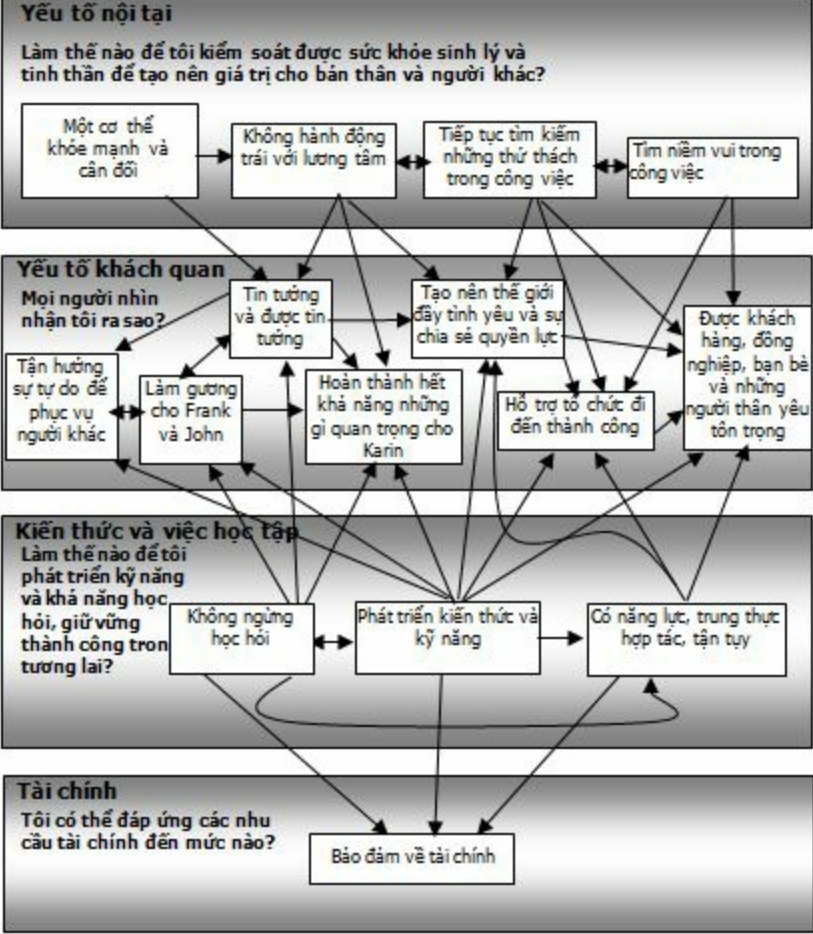 Yếu tố nội tại
Làm thế nào để tôi kiểm soát được sức khỏe sinh lý và
tinh thần để tạo nên giá trị cho bản thân và người khác?
Một cơ thể
khỏe mạnh và
cân đối
Không hành động
trái với lương tâm
Tiếp tục tìm kiếm
những thử thách
trong công việc
Tìm niềm vui trong
công việc
Yếu tố khách quan
Mọi người nhìn
nhận tôi ra sao?
Tin tưởng
và được tin
tưởng
Tạo nên thế giới
đầy tình yêu và sự
chia sẻ quyền lực
Được khách
hàng, đồng
nghiệp, bạn bè
và những
người thân yêu
tôn trọng
Tận hưởng
sự tự do để
phục vụ
người khác
Làm gương
cho Frank
và John
Hoàn thành hết
khả năng những
gì quan trọng cho
Karin
Hỗ trợ tổ chức đi
đến thành công
Kiến thức và việc học tập
Làm thế nào để tôi
phát triển kỹ năng
và khả năng học
hỏi, giữ vững
thành công tron
tương lai?
Không ngừng
học hỏi
Phát triển kiến thức và
kỹ năng
Có năng lực, trung thực
hợp tác, tận tụy
Tài chính
Tôi có thể đáp ứng các nhu
cầu tài chính đến mức nào?
Bảo đảm về tài chính